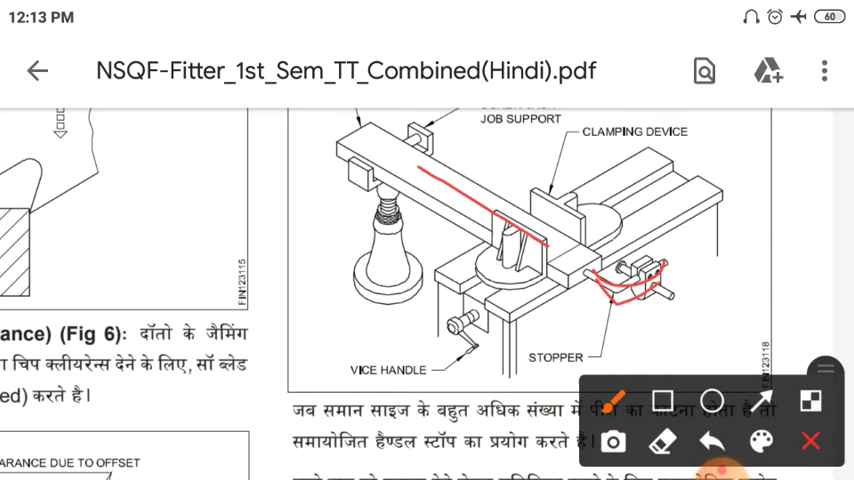 12:13 PM
60
NSQF-Fitter_1st_Sem_TT_Combined(Hindi).pdf
JOB SUPPORT
CLAMPING DEVICE
FIN123115
ance) (Fig 6): दाँतो के जैमिंग
ा चिप क्लीयरेन्स देने के लिए, सॉ ब्लेड
ed) करते है।
ARANCE DUE TO OFFSET
VICE HANDLE
STOPPER
FIN123118
जब समान साइज के बहुत अधिक संख्या में पीस का काटना होता है तो
समायोजित हैण्डल स्टॉप का प्रयोग करते है।